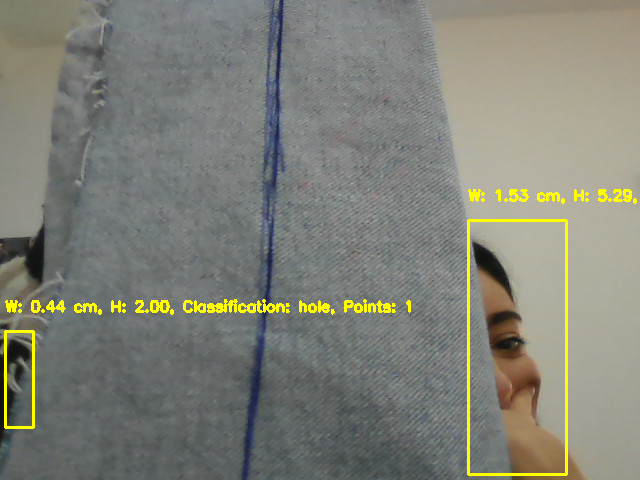 W: 1.53 cm, H: 5.29,
W: 0.44 cm, H: 2.00, Classification: hole, Points: 1